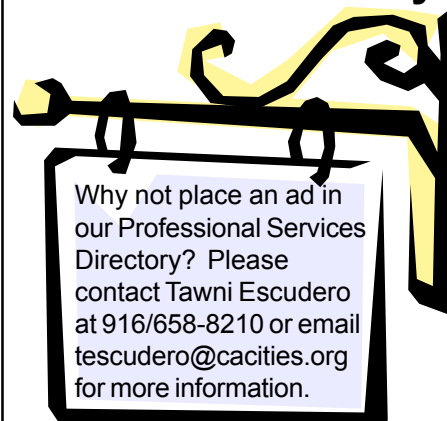 Why not place an ad in
our Professional Services
Directory?  Please
contact Tawni Escudero
at 916/658-8210 or email
tescudero@cacities.org
for more information.